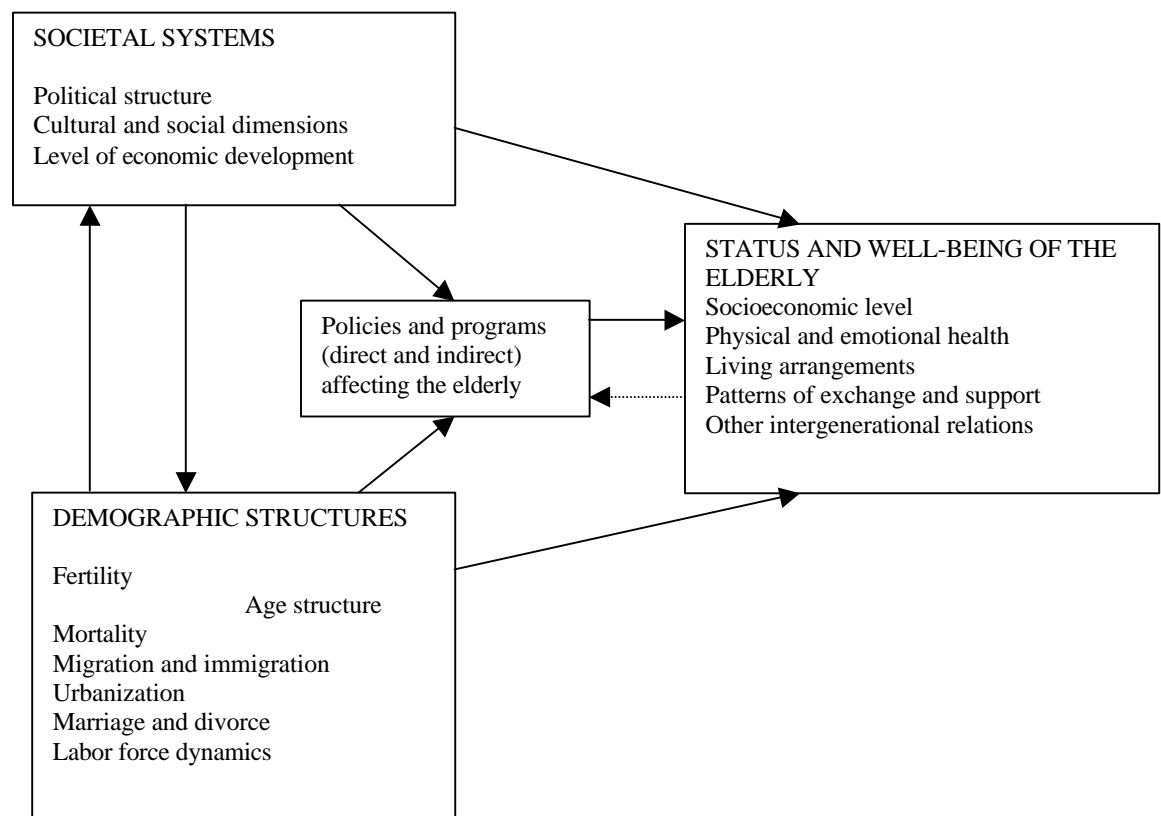 SOCIETAL SYSTEMS
Political structure
Cultural and social dimensions
Level of economic development
STATUS AND WELL-BEING OF THE
ELDERLY
Socioeconomic level
Physical and emotional health
Living arrangements
Patterns of exchange and support
Other intergenerational relations
Policies and programs
(direct and indirect)
affecting the elderly
DEMOGRAPHIC STRUCTURES
Fertility
Age structure
Mortality
Migration and immigration
Urbanization
Marriage and divorce
Labor force dynamics